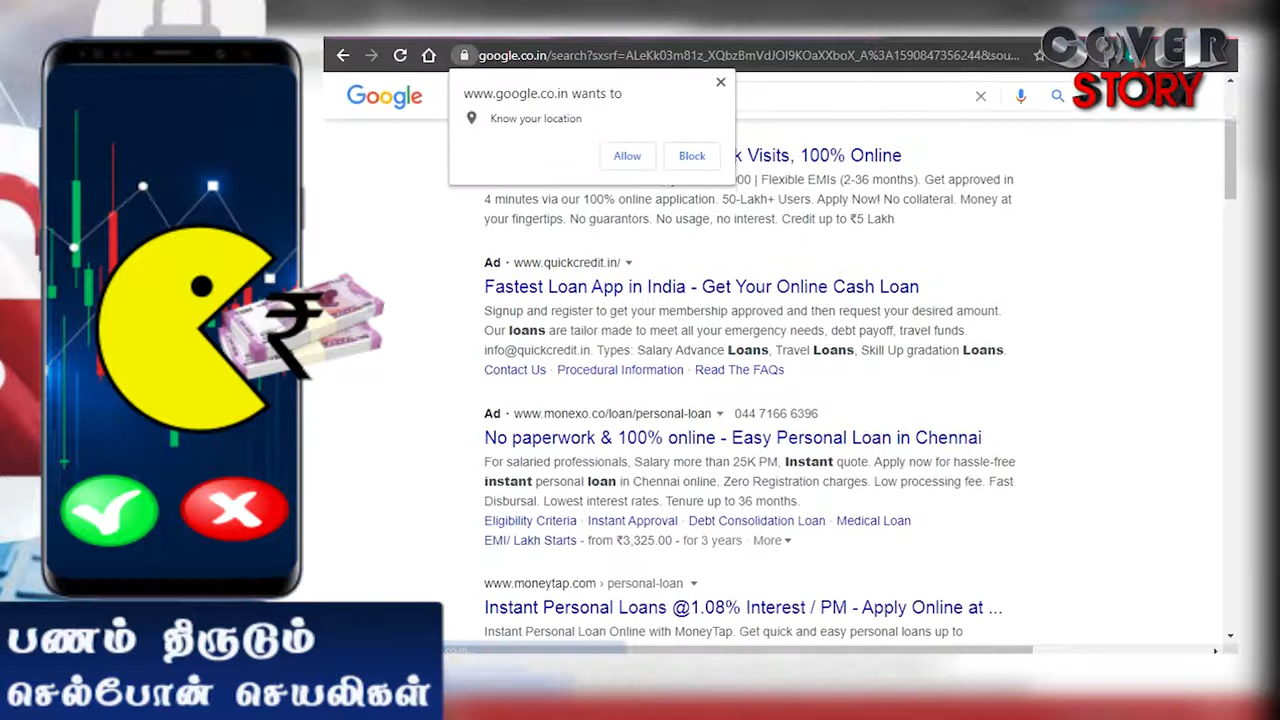 COVER
STORY
google.co.in/search?sxsrf=ALeKk03m81z_XQbzBmVdJOI9KOaXXboX_A%3A1590847356244&sou...
Google
www.google.co.in wants to
Know your location
Allow Block
k Visits, 100% Online
000 | Flexible EMIs (2-36 months). Get approved in
4 minutes via our 100% online application. 50-Lakh+ Users. Apply Now! No collateral. Money at
your fingertips. No guarantors. No usage, no interest. Credit up to ₹5 Lakh
Ad · www.quickcredit.in/
Fastest Loan App in India - Get Your Online Cash Loan
Signup and register to get your membership approved and then request your desired amount.
Our loans are tailor made to meet all your emergency needs, debt payoff, travel funds.
info@quickcredit.in. Types: Salary Advance Loans, Travel Loans, Skill Up gradation Loans.
Contact Us · Procedural Information · Read The FAQs
Ad · www.monexo.co/loan/personal-loan 044 7166 6396
No paperwork & 100% online - Easy Personal Loan in Chennai
For salaried professionals, Salary more than 25K PM, Instant quote. Apply now for hassle-free
instant personal loan in Chennai online. Zero Registration charges. Low processing fee. Fast
Disbursal. Lowest interest rates. Tenure up to 36 months.
Eligibility Criteria · Instant Approval · Debt Consolidation Loan · Medical Loan
EMI/ Lakh Starts - from ₹3,325.00 - for 3 years · More
www.moneytap.com › personal-loan
Instant Personal Loans @1.08% Interest / PM - Apply Online at ...
Instant Personal Loan Online with MoneyTap. Get quick and easy personal loans up to
₹
பணம் திருடும்
செல்போன் செயலிகள்